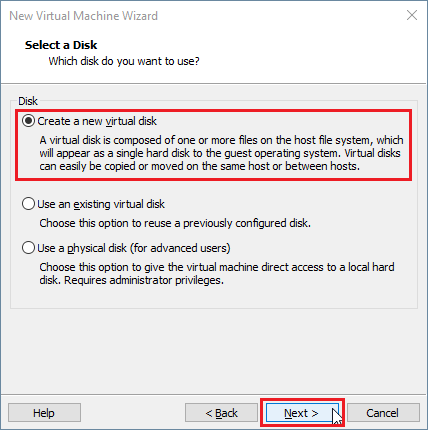 New Virtual Machine Wizard
Select a Disk
Which disk do you want to use?
Disk
Create a new virtual disk
A virtual disk is composed of one or more files on the host file system, which
will appear as a single hard disk to the guest operating system. Virtual disks
can easily be copied or moved on the same host or between hosts.
Use an existing virtual disk
Choose this option to reuse a previously configured disk.
Use a physical disk (for advanced users)
Choose this option to give the virtual machine direct access to a local hard
disk. Requires administrator privileges.
Help
< Back
Next >
Cancel